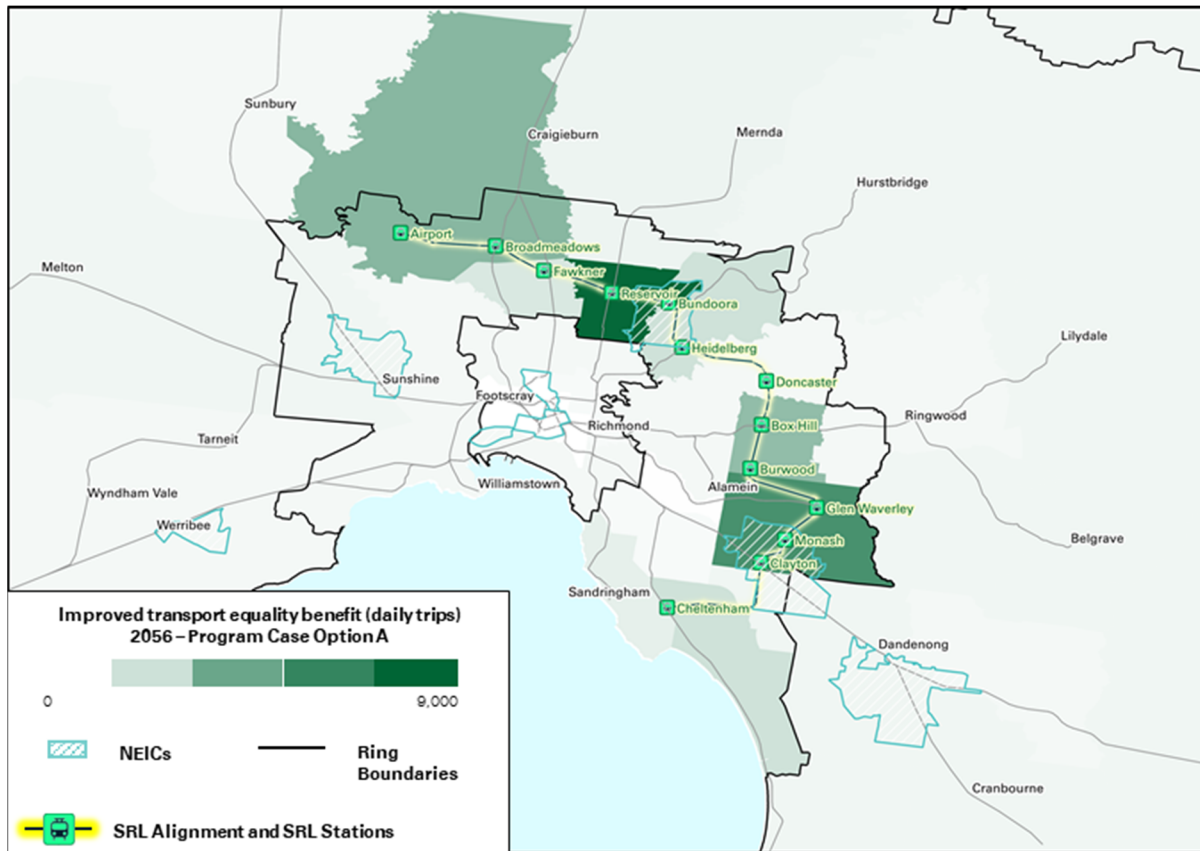 Sunbury
Craigieburn
Mernda
Hurstbridge
Airport
Broadmeadows
Melton
Fawkner
Reservoir
Bundoora
Lilydale
Heidelberg
Sunshine
Doncaster
Footscray
Ringwood
Richmond
Box Hill
Tarneit
Burwood
Williamstown
Alamein
Wyndham Vale
Glen Waverley
Werribee
Monash
Belgrave
Clayton
Sandringham
Cheltenham
Dandenong
Cranbourne
Improved transport equality benefit (daily trips)
2056 – Program Case Option A
0
9,000
NEICs
Ring
Boundaries
SRL Alignment and SRL Stations